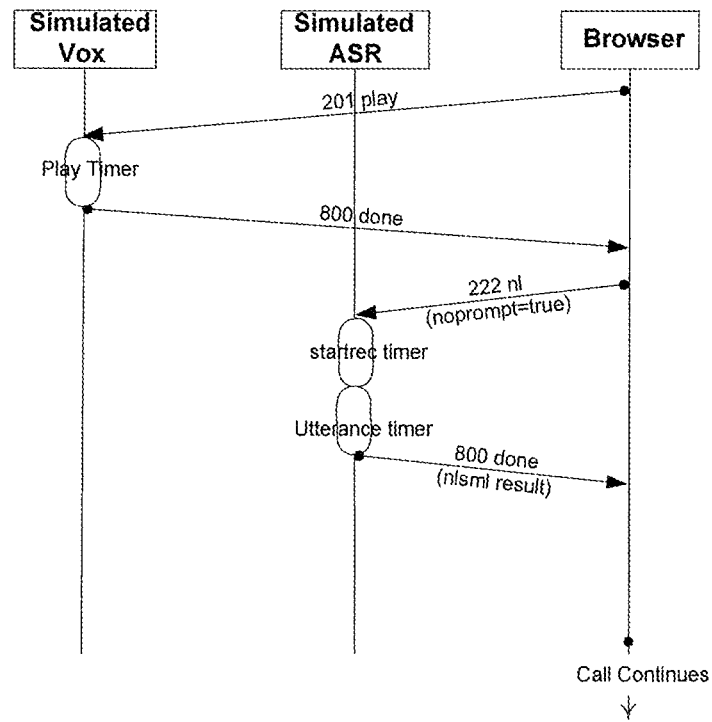 Simulated
Vox
Simulated
ASR
Browser
201 play
Play Timer
800 done
222 nl
(noprompt=true)
startrec timer
Utterance timer
800 done
(nlsml result)
Call Continues